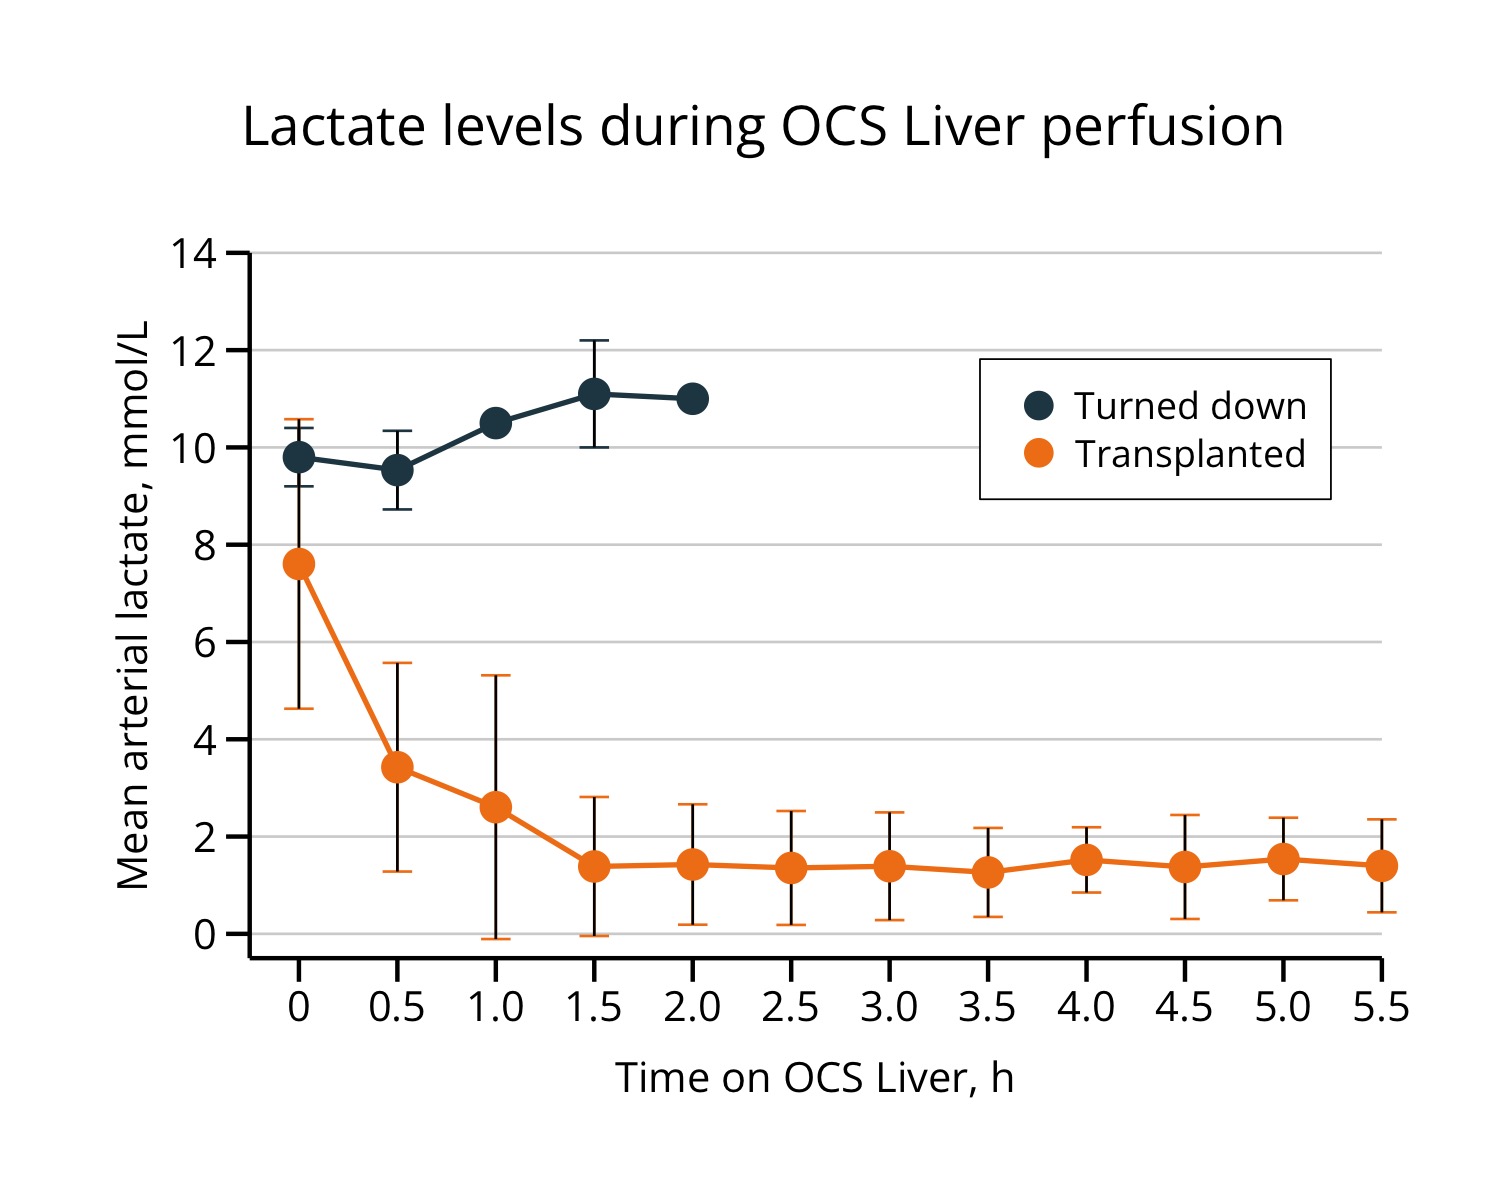 Lactate levels during OCS Liver perfusion
Mean arterial lactate, mmol/L
14
12
10
8
6
4
2
0
Turned down
Transplanted
0 0.5 1.0 1.5 2.0 2.5 3.0 3.5 4.0 4.5 5.0 5.5
Time on OCS Liver, h